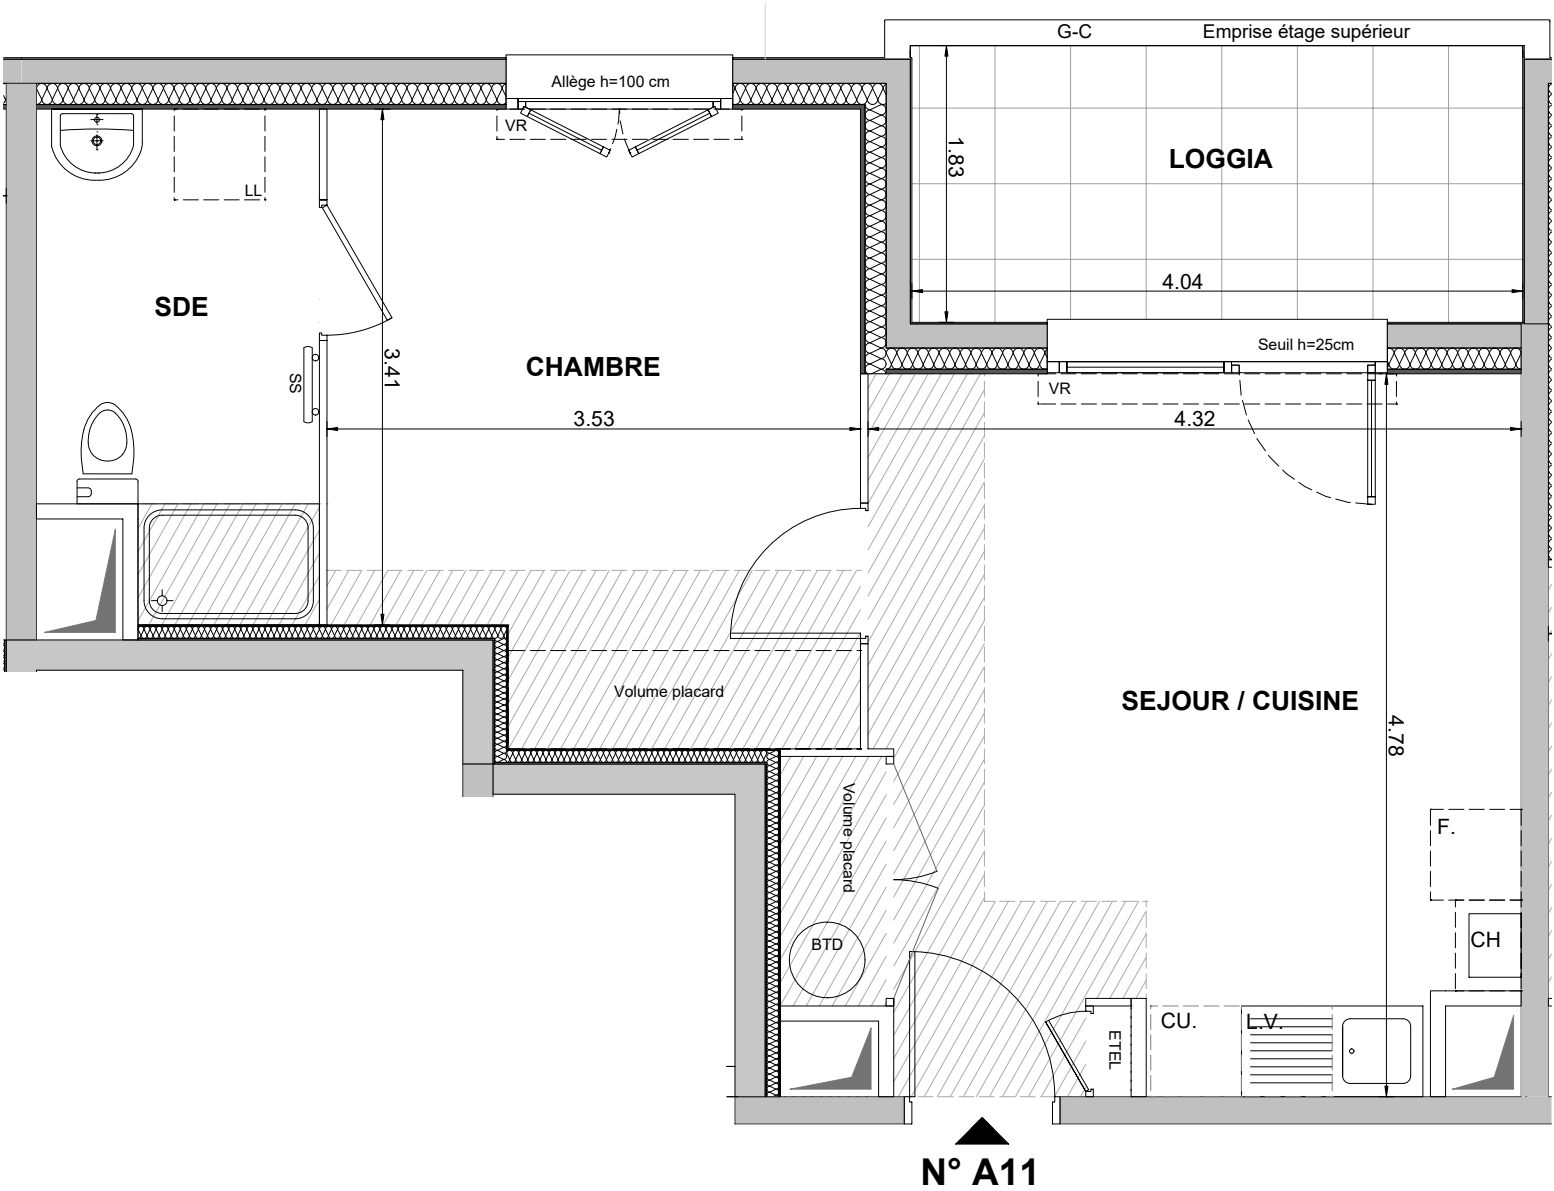 G-C
Emprise étage supérieur
Allège h=100 cm
VR
LL
1.83
LOGGIA
4.04
SDE
3.41
SS
CHAMBRE
Seuil h=25cm
VR
3.53
4.32
Volume placard
SEJOUR / CUISINE
4.78
Volume placard
F.
BTD
CH
CU.
L.V.
ETEL
N° A11